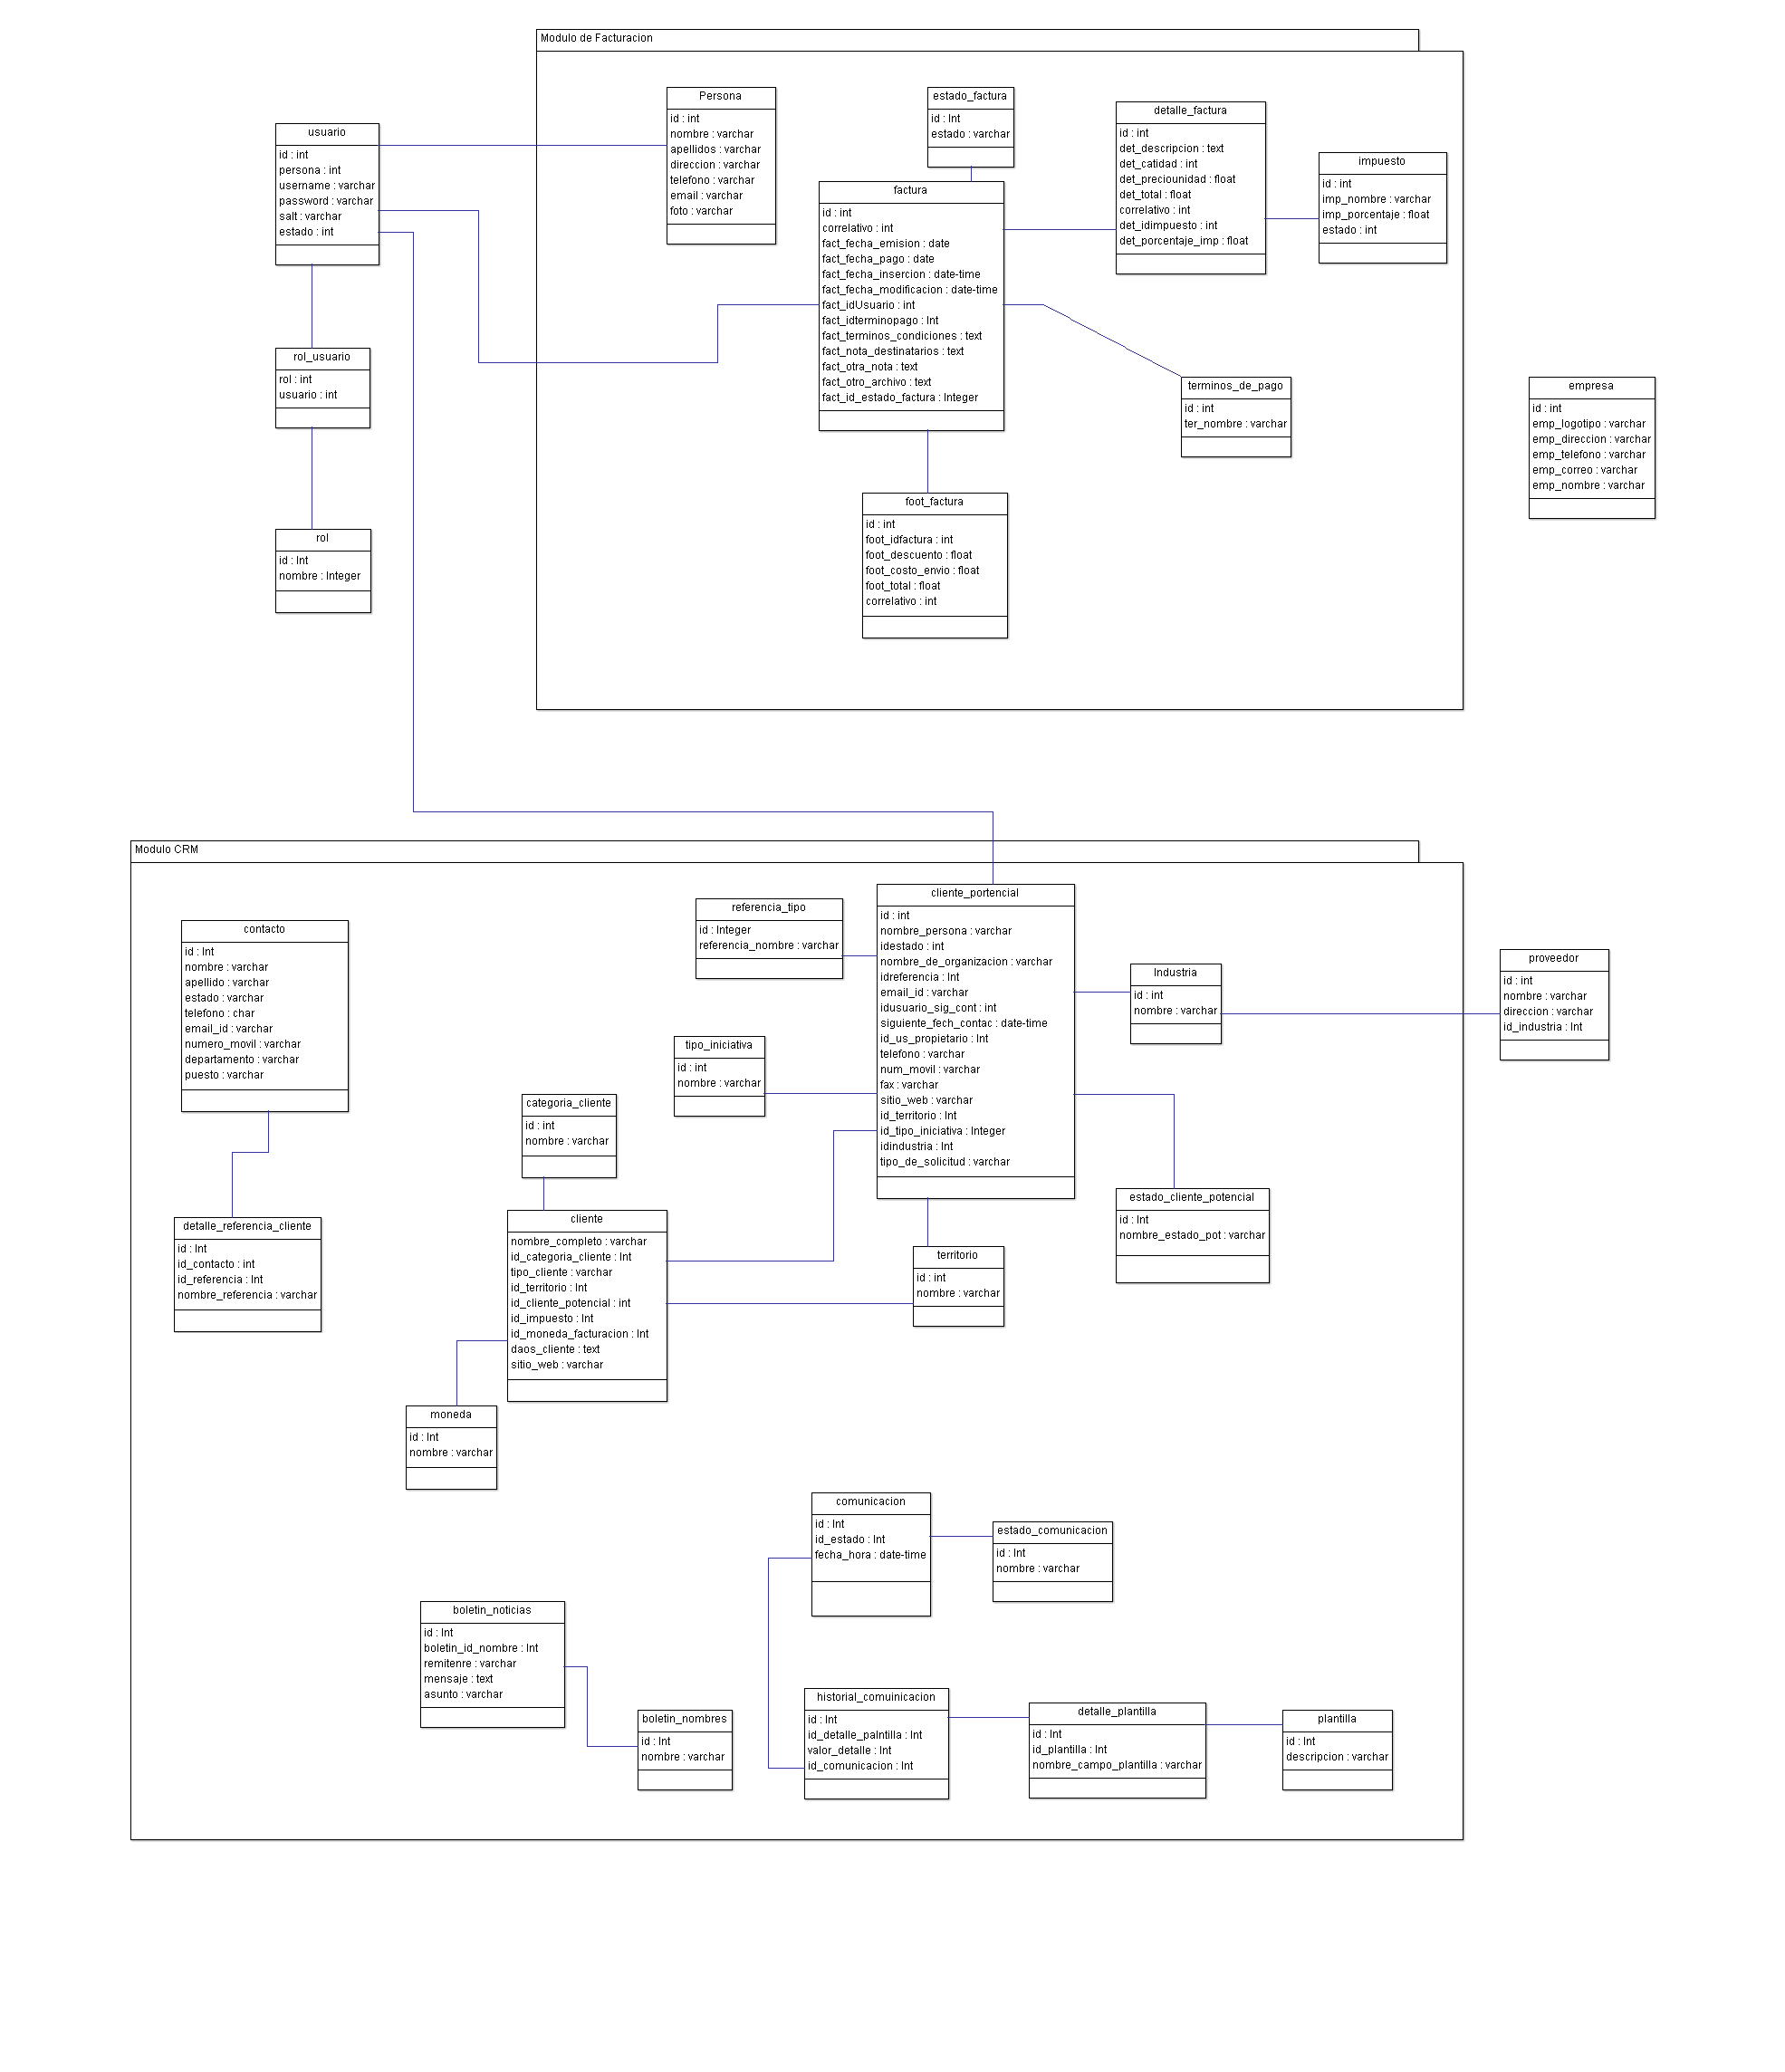 Modulo de Facturacion
Persona
id : int
nombre : varchar
apellidos : varchar
direccion : varchar
telefono : varchar
email : varchar
foto : varchar
estado_factura
id : Int
estado : varchar
detalle_factura
id : int
det_descripcion : text
det_catidad : int
det_preciounidad : float
det_total : float
correlativo : int
det_idimpuesto : int
det_porcentaje_imp : float
impuesto
id : int
imp_nombre : varchar
imp_porcentaje : float
estado : int
usuario
id : int
persona : int
username : varchar
password : varchar
salt : varchar
estado : int
factura
id : int
correlativo : int
fact_fecha_emision : date
fact_fecha_pago : date
fact_fecha_insercion : date-time
fact_fecha_modificacion : date-time
fact_idUsuario : int
fact_idterminopago : Int
fact_terminos_condiciones : text
fact_nota_destinatarios : text
fact_otra_nota : text
fact_otro_archivo : text
fact_id_estado_factura : Integer
rol_usuario
rol : int
usuario : int
terminos_de_pago
id : int
ter_nombre : varchar
empresa
id : int
emp_logotipo : varchar
emp_direccion : varchar
emp_telefono : varchar
emp_correo : varchar
emp_nombre : varchar
foot_factura
id : int
foot_idfactura : int
foot_descuento : float
foot_costo_envio : float
foot_total : float
correlativo : int
rol
id : Int
nombre : Integer
Modulo CRM
cliente_portencial
id : int
nombre_persona : varchar
idestado : int
nombre_de_organizacion : varchar
idreferencia : Int
email_id : varchar
idusuario_sig_cont : int
siguiente_fech_contac : date-time
id_us_propietario : Int
telefono : varchar
num_movil : varchar
fax : varchar
sitio_web : varchar
id_territorio : Int
id_tipo_iniciativa : Integer
idindustria : Int
tipo_de_solicitud : varchar
referencia_tipo
id : Integer
referencia_nombre : varchar
contacto
id : Int
nombre : varchar
apellido : varchar
estado : varchar
telefono : char
email_id : varchar
numero_movil : varchar
departamento : varchar
puesto : varchar
Industria
id : int
nombre : varchar
proveedor
id : int
nombre : varchar
direccion : varchar
id_industria : Int
tipo_iniciativa
id : int
nombre : varchar
categoria_cliente
id : int
nombre : varchar
estado_cliente_potencial
id : Int
nombre_estado_pot : varchar
detalle_referencia_cliente
id : Int
id_contacto : int
id_referencia : Int
nombre_referencia : varchar
cliente
nombre_completo : varchar
id_categoria_cliente : Int
tipo_cliente : varchar
id_territorio : Int
id_cliente_potencial : int
id_impuesto : Int
id_moneda_facturacion : Int
daos_cliente : text
sitio_web : varchar
territorio
id : int
nombre : varchar
moneda
id : Int
nombre : varchar
comunicacion
id : Int
id_estado : Int
fecha_hora : date-time
estado_comunicacion
id : Int
nombre : varchar
boletin_noticias
id : Int
boletin_id_nombre : Int
remitenre : varchar
mensaje : text
asunto : varchar
boletin_nombres
id : Int
nombre : varchar
historial_comuinicacion
id : Int
id_detalle_palntilla : Int
valor_detalle : Int
id_comunicacion : Int
detalle_plantilla
id : Int
id_plantilla : Int
nombre_campo_plantilla : varchar
plantilla
id : Int
descripcion : varchar